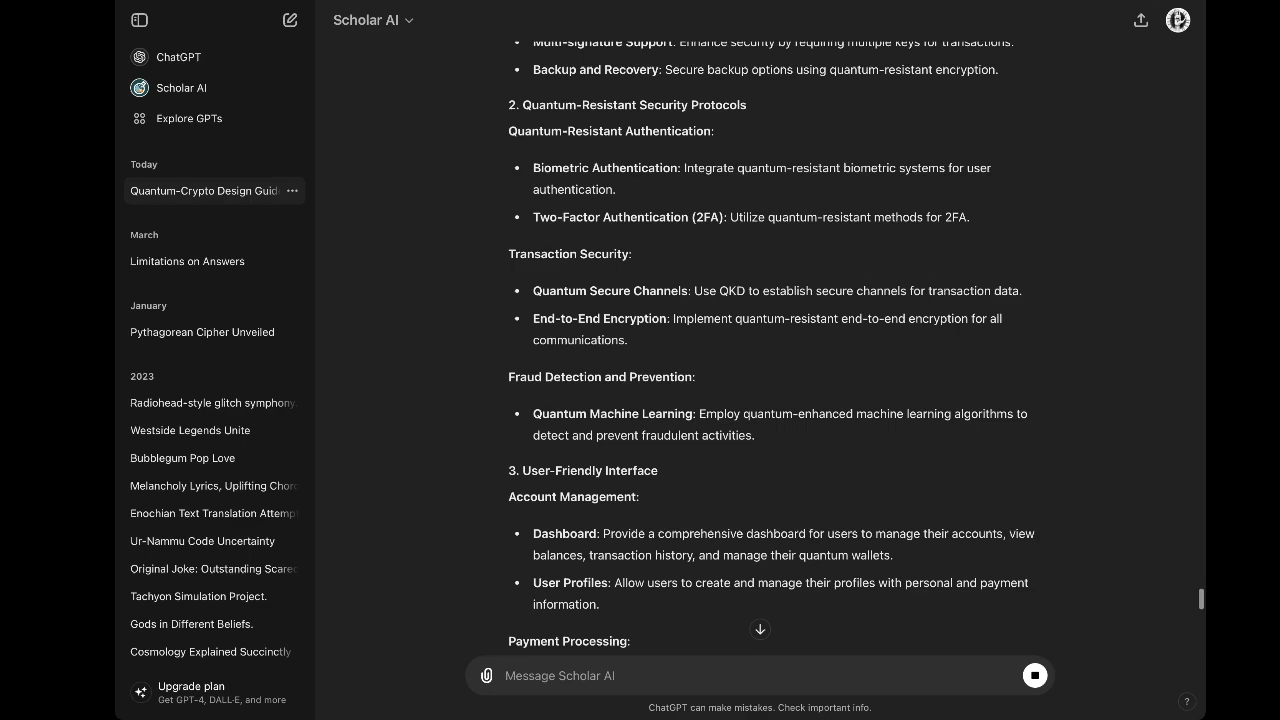 Scholar AI
ChatGPT
Scholar AI
Explore GPTs
Today
Quantum-Crypto Design Guid
March
Limitations on Answers
January
Pythagorean Cipher Unveiled
2023
Radiohead-style glitch symphony.
Westside Legends Unite
Bubblegum Pop Love
Melancholy Lyrics, Uplifting Chor
Enochian Text Translation Attempt
Ur-Nammu Code Uncertainty
Original Joke: Outstanding Scarec
Tachyon Simulation Project.
Gods in Different Beliefs.
Cosmology Explained Succinctly
Upgrade plan
Get GPT-4, DALL·E, and more
• Multi-signature Support: Enhance security by requiring multiple keys for transactions.
• Backup and Recovery: Secure backup options using quantum-resistant encryption.
2. Quantum-Resistant Security Protocols
Quantum-Resistant Authentication:
• Biometric Authentication: Integrate quantum-resistant biometric systems for user
authentication.
• Two-Factor Authentication (2FA): Utilize quantum-resistant methods for 2FA.
Transaction Security:
• Quantum Secure Channels: Use QKD to establish secure channels for transaction data.
• End-to-End Encryption: Implement quantum-resistant end-to-end encryption for all
communications.
Fraud Detection and Prevention:
• Quantum Machine Learning: Employ quantum-enhanced machine learning algorithms to
detect and prevent fraudulent activities.
3. User-Friendly Interface
Account Management:
• Dashboard: Provide a comprehensive dashboard for users to manage their accounts, view
balances, transaction history, and manage their quantum wallets.
• User Profiles: Allow users to create and manage their profiles with personal and payment
information.
Payment Processing:
Message Scholar AI
ChatGPT can make mistakes. Check important info.
?